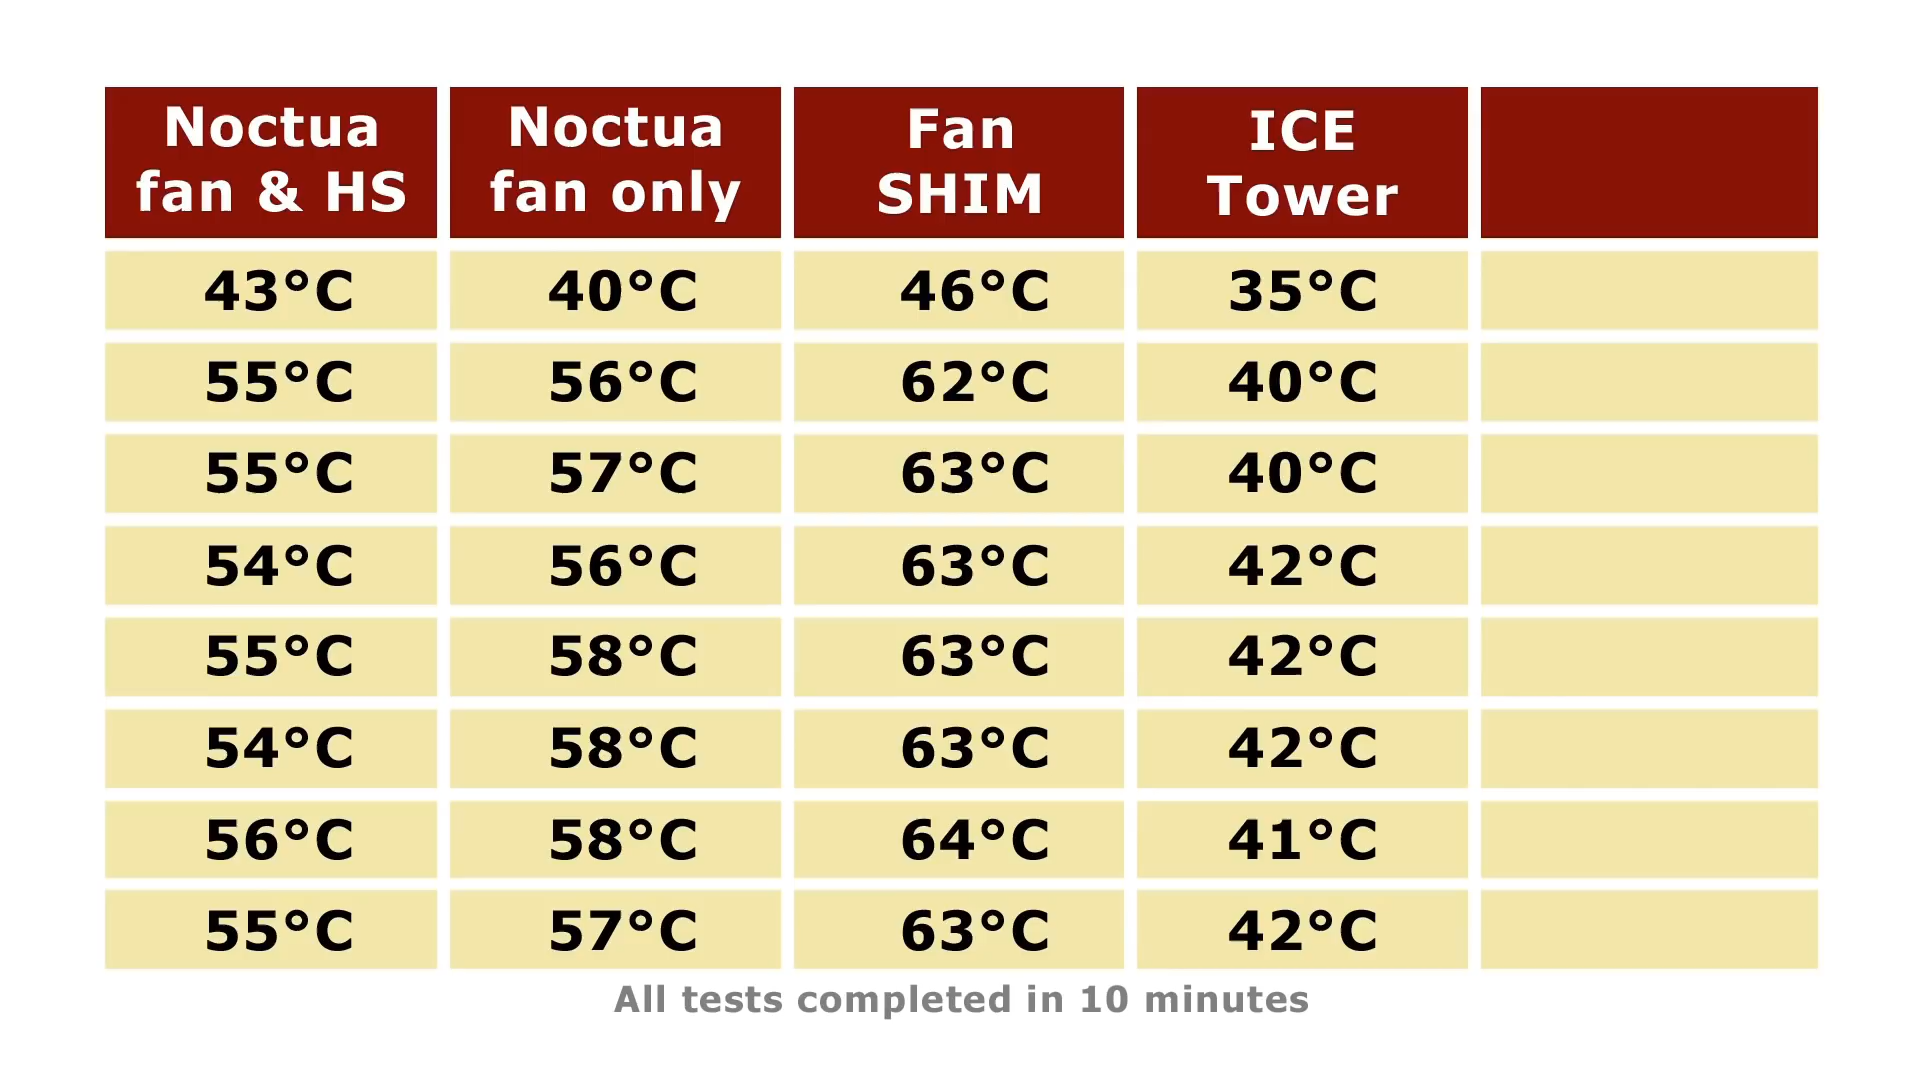 Noctua fan & HS	Noctua fan only	Fan SHIM	ICE Tower
43°C	40°C	46°C	35°C
55°C	56°C	62°C	40°C
55°C	57°C	63°C	40°C
54°C	56°C	63°C	42°C
55°C	58°C	63°C	42°C
54°C	58°C	63°C	42°C
56°C	58°C	64°C	41°C
55°C	57°C	63°C	42°C
All tests completed in 10 minutes